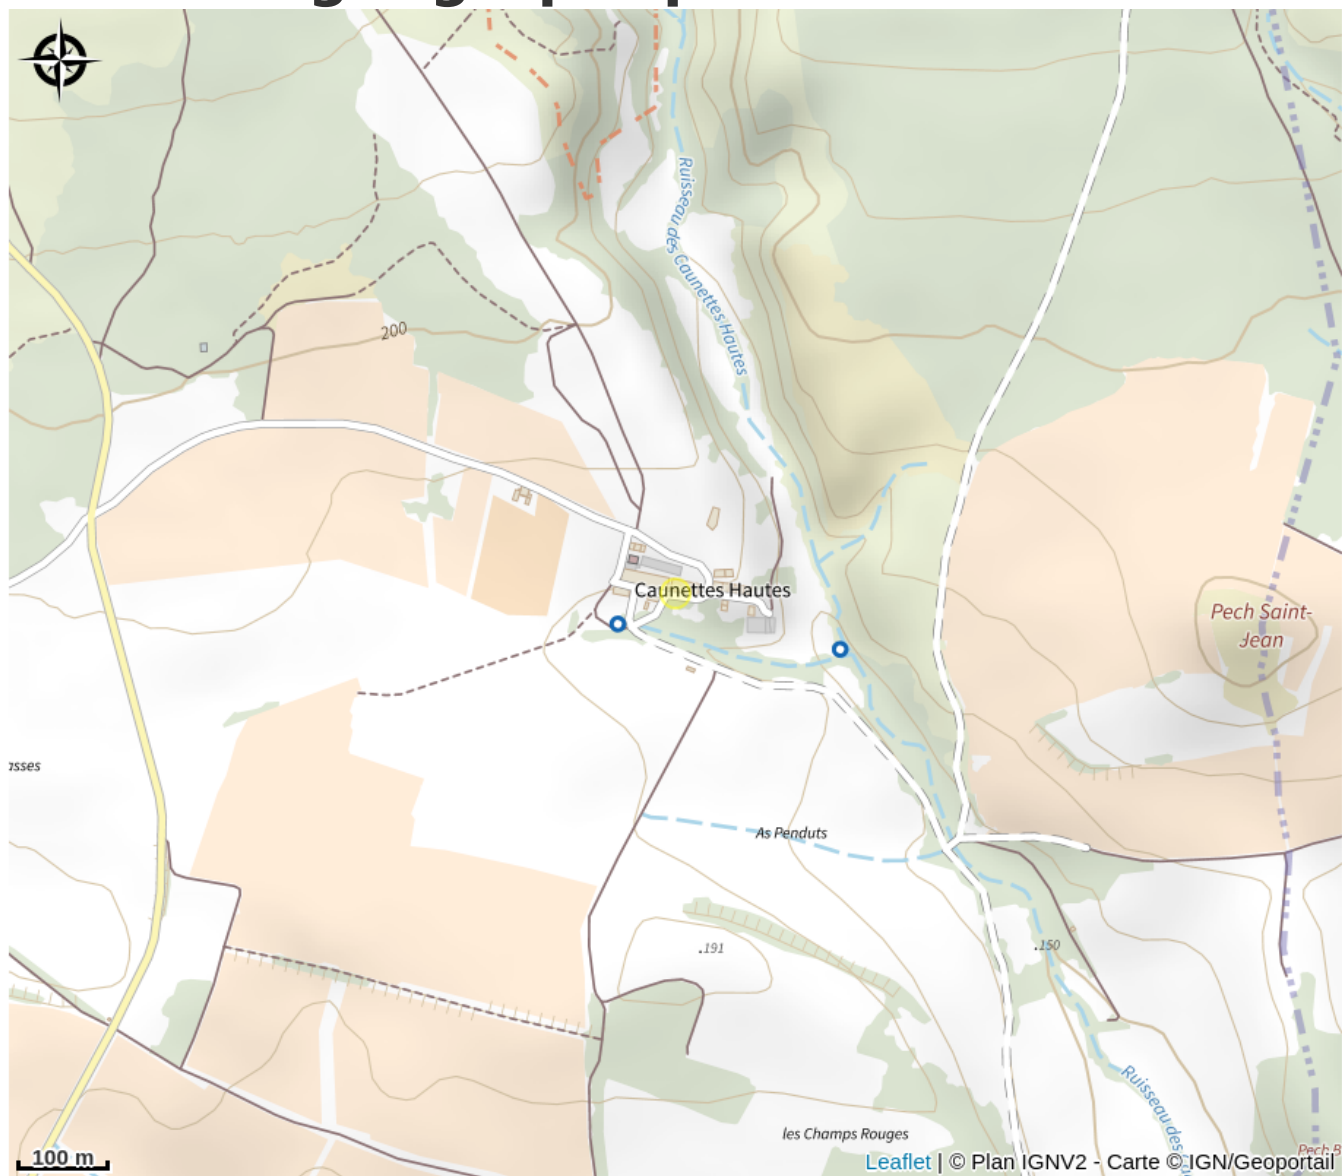 200
Ruisseau des Caunettes Hautes
Caunettes Hautes
Pech Saint-
Jean
As Penduts
.191
.150
Ruisseau des
les Champs Rouges
100 m
Leaflet | © Plan IGNV2 - Carte © IGN/Geoportail